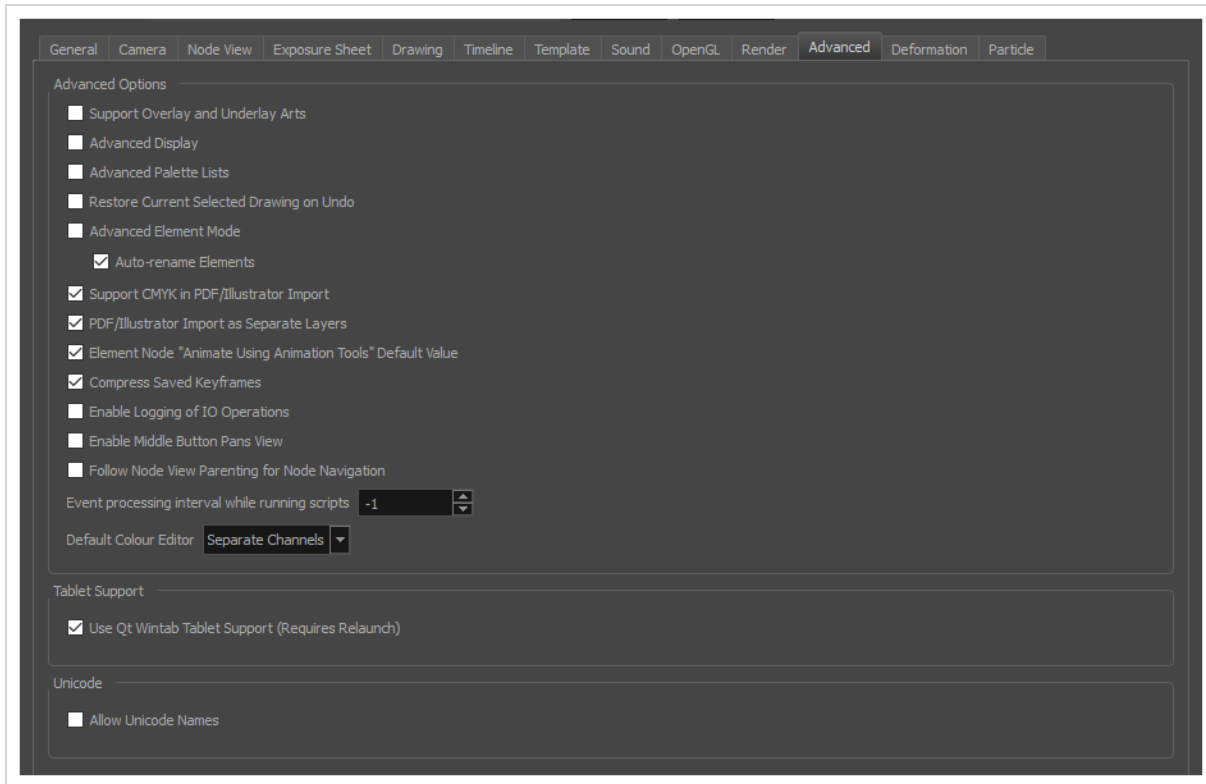 General Camera Node View Exposure Sheet Drawing Timeline Template Sound OpenGL Render Advanced Deformation Particle
Advanced Options
Support Overlay and Underlay Arts
Advanced Display
Advanced Palette Lists
Restore Current Selected Drawing on Undo
Advanced Element Mode
Auto-rename Elements
Support CMYK in PDF/Illustrator Import
PDF/Illustrator Import as Separate Layers
Element Node "Animate Using Animation Tools" Default Value
Compress Saved Keyframes
Enable Logging of IO Operations
Enable Middle Button Pans View
Follow Node View Parenting for Node Navigation
Event processing interval while running scripts -1
Default Colour Editor Separate Channels
Tablet Support
Use Qt Wintab Tablet Support (Requires Relaunch)
Unicode
Allow Unicode Names